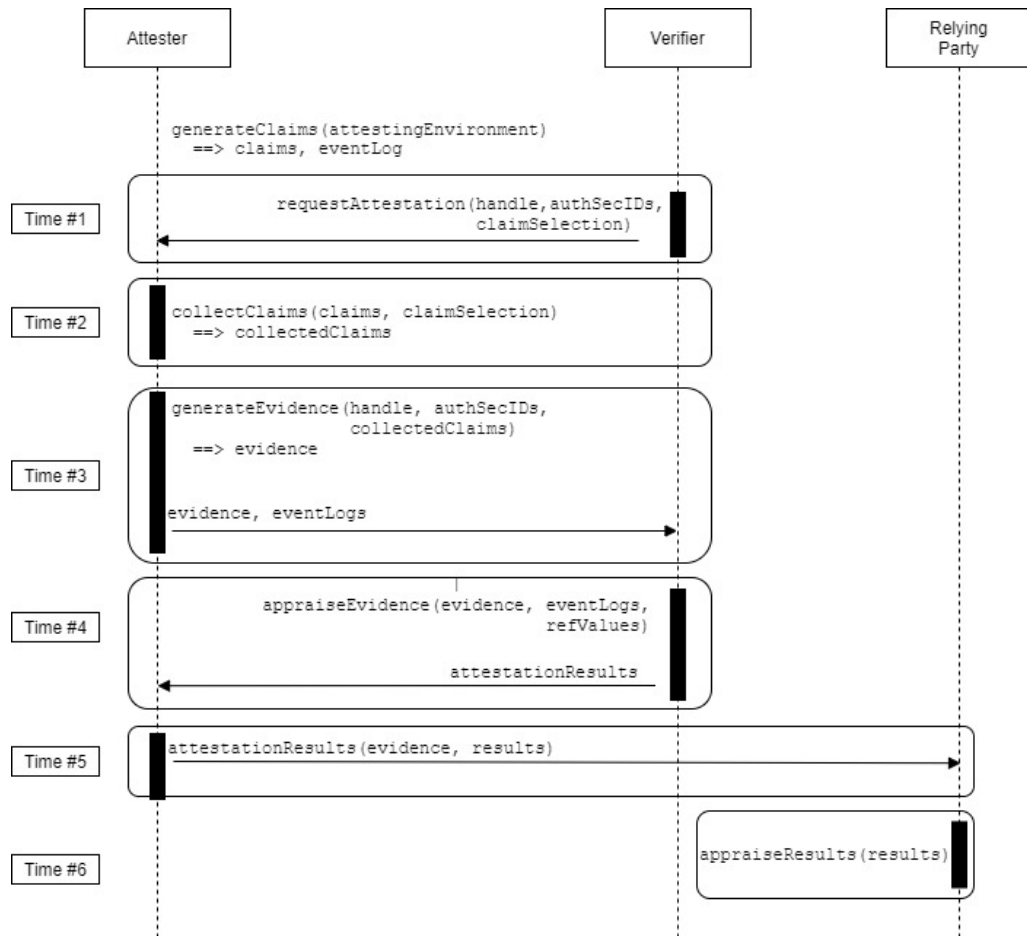 Attester
Verifier
Relying
Party
generateClaims(attestingEnvironment)
==> claims, eventLog
Time #1
requestAttestation(handle,authSecIDs,
claimSelection)
Time #2
collectClaims(claims, claimSelection)
==> collectedClaims
Time #3
generateEvidence(handle, authSecIDs,
collectedClaims)
==> evidence
evidence, eventLogs
Time #4
appraiseEvidence(evidence, eventLogs,
refValues)
attestationResults
Time #5
attestationResults(evidence, results)
Time #6
appraiseResults(results)